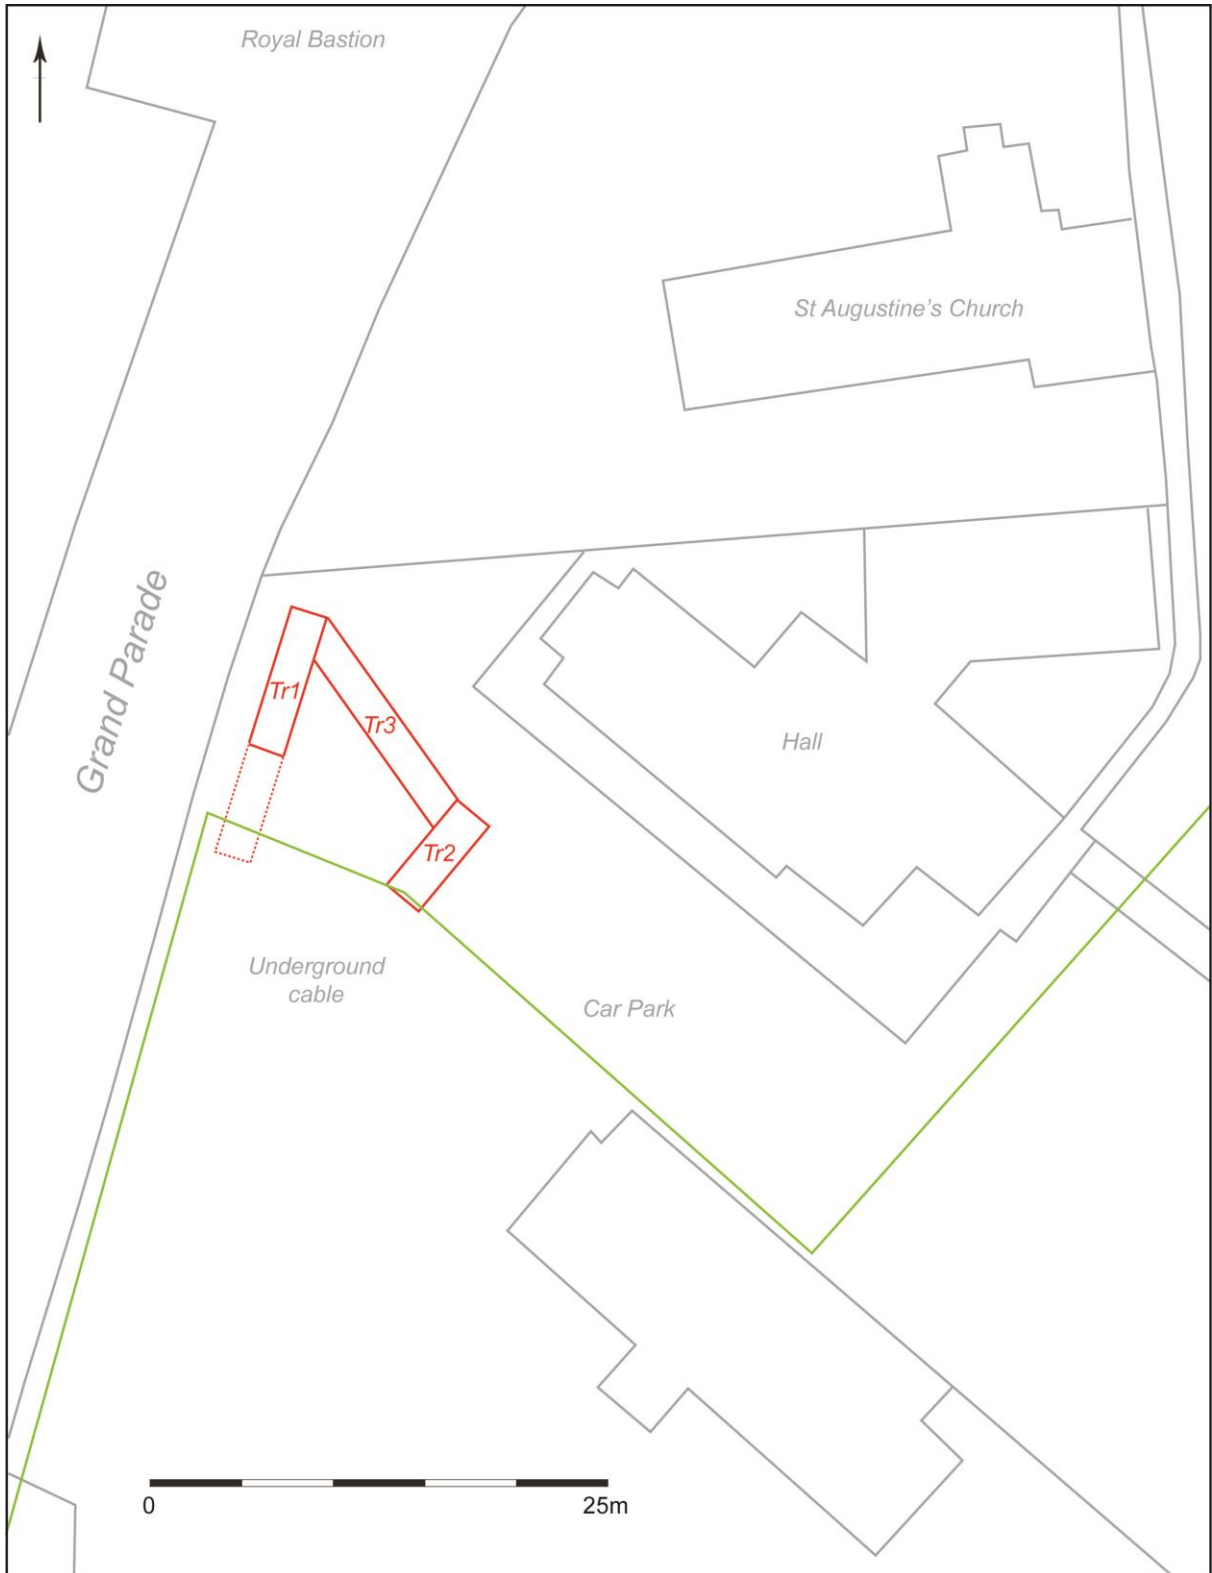 Royal Bastion
St Augustine's Church
Grand Parade
Tr1
Tr3
Hall
Tr2
Underground
cable
Car Park
0
25m